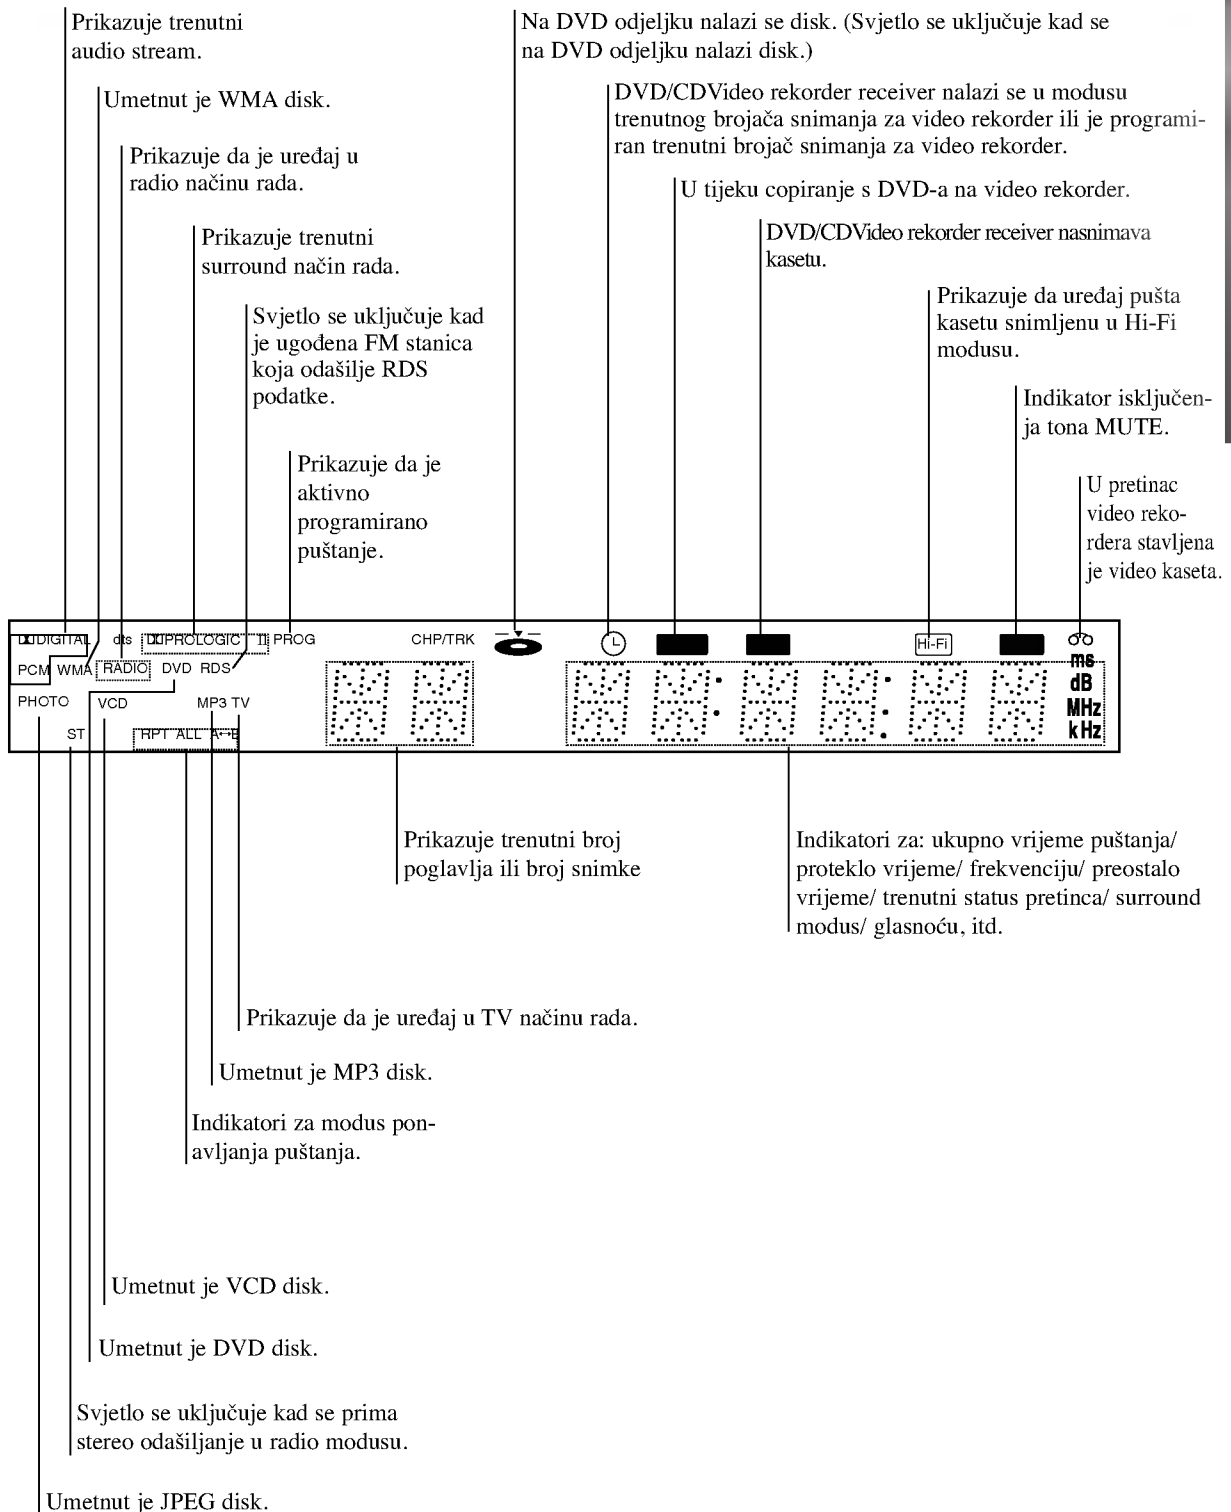 Prikazuje trenutni
audio stream.
Umetnut je WMA disk.
Prikazuje da je uređaj u
radio načinu rada.
Prikazuje trenutni
surround način rada.
Svjetlo se uključuje kad
je ugođena FM stanica
koja odašilje RDS
podatke.
Prikazuje da je
aktivno
programirano
puštanje.
Na DVD odjeljku nalazi se disk. (Svjetlo se uključuje kad se
na DVD odjeljku nalazi disk.)
DVD/CDVideo rekorder receiver nalazi se u modusu
trenutnog brojača snimanja za video rekorder ili je programi-
ran trenutni brojač snimanja za video rekorder.
U tijeku copiranje s DVD-a na video rekorder.
DVD/CDVideo rekorder receiver nasnimava
kasetu.
Prikazuje da uređaj pušta
kasetu snimljenu u Hi-Fi
modusu.
Indikator isključen-
ja tona MUTE.
U pretinac
video reko-
rdera stavljena
je video kaseta.
DIGITAL dts PROLOGIC II PROG CHP/TRK Hi-Fi
PCM WMA RADIO DVD RDS ms
dB
PHOTO VCD MP3 TV MHz
ST RPT ALL A↔B kHz
Prikazuje trenutni broj
poglavlja ili broj snimke
Indikatori za: ukupno vrijeme puštanja/
proteklo vrijeme/ frekvenciju/ preostalo
vrijeme/ trenutni status pretinca/ surround
modus/ glasnoću, itd.
Prikazuje da je uređaj u TV načinu rada.
Umetnut je MP3 disk.
Indikatori za modus pon-
avljanja puštanja.
Umetnut je VCD disk.
Umetnut je DVD disk.
Svjetlo se uključuje kad se prima
stereo odašiljanje u radio modusu.
Umetnut je JPEG disk.